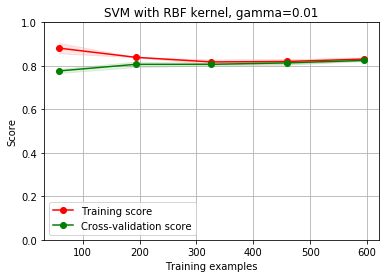 SVM with RBF kernel, gamma=0.01
1.0
0.8
0.6
0.4
0.2
0.0
Score
Training score
Cross-validation score
100 200 300 400 500 600
Training examples